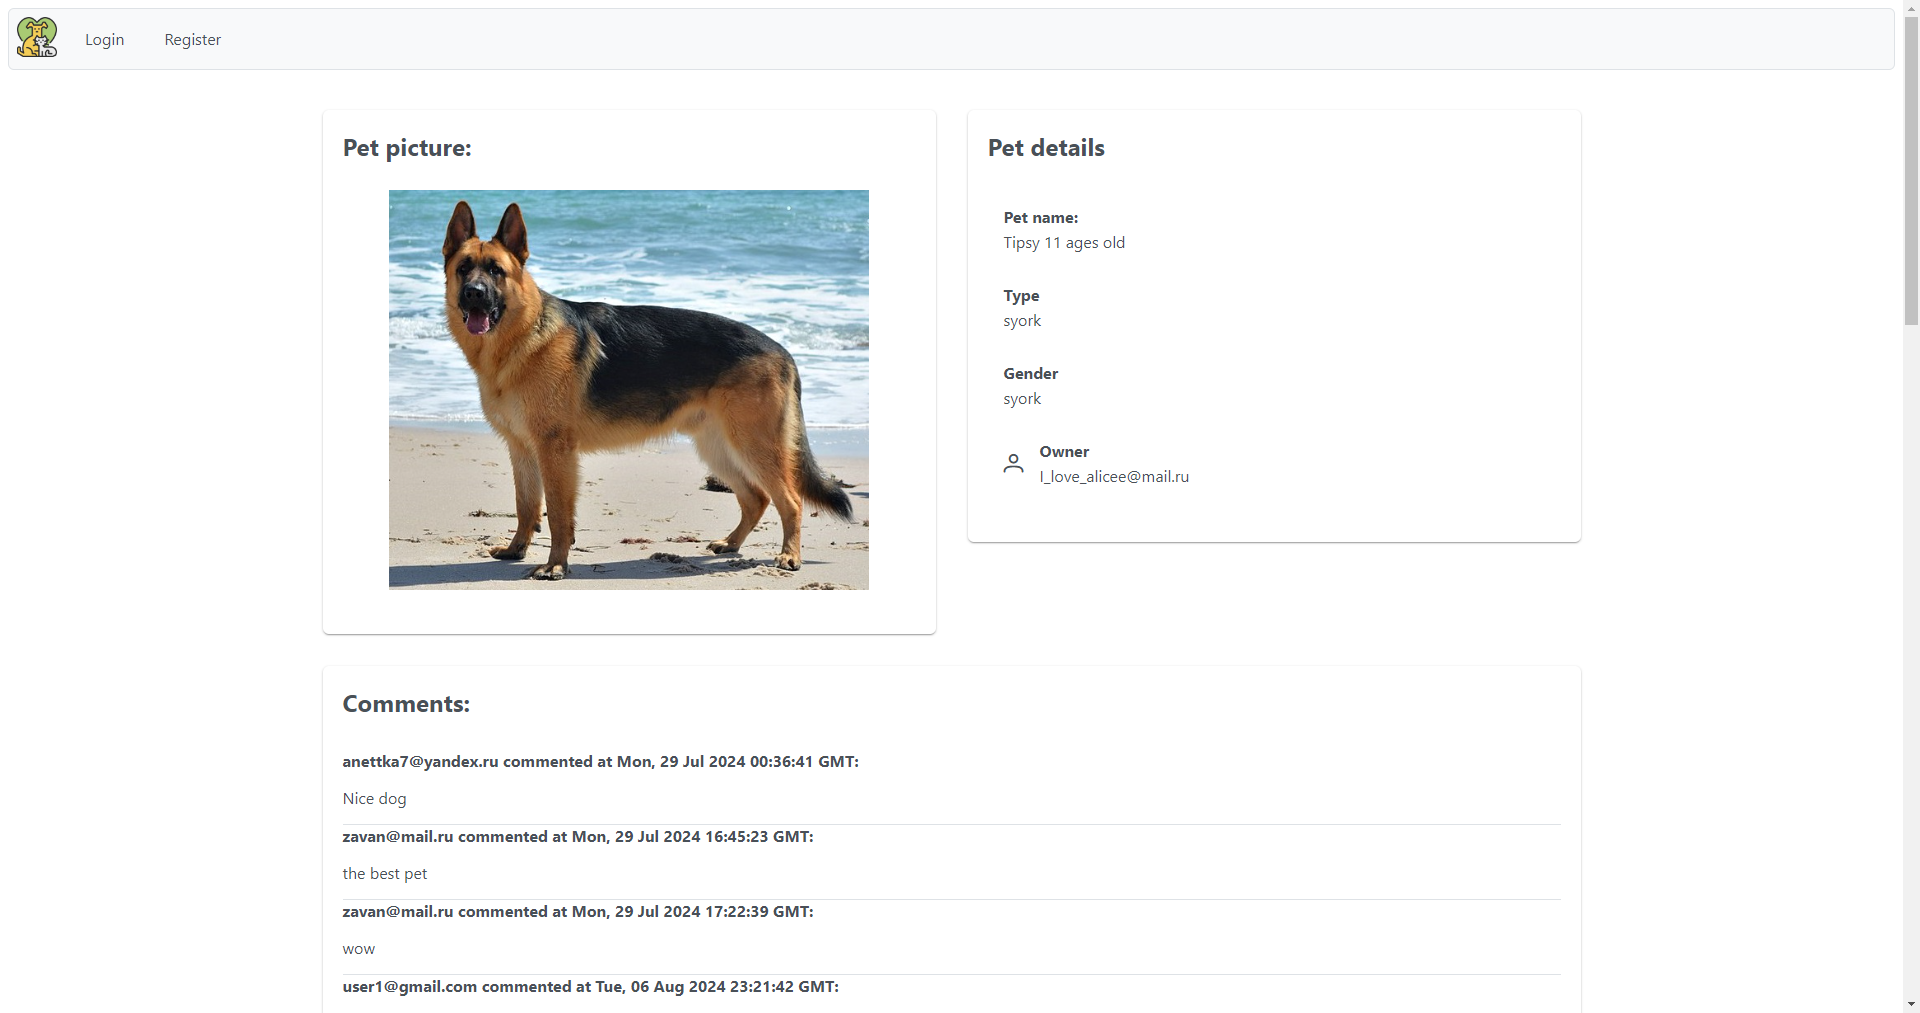 Login
Register
Pet picture:
Pet details
Pet name:
Tipsy 11 ages old
Type
syork
Gender
syork
Owner
l_love_alicee@mail.ru
Comments:
anettka7@yandex.ru commented at Mon, 29 Jul 2024 00:36:41 GMT:
Nice dog
zavan@mail.ru commented at Mon, 29 Jul 2024 16:45:23 GMT:
the best pet
zavan@mail.ru commented at Mon, 29 Jul 2024 17:22:39 GMT:
wow
user1@gmail.com commented at Tue, 06 Aug 2024 23:21:42 GMT: